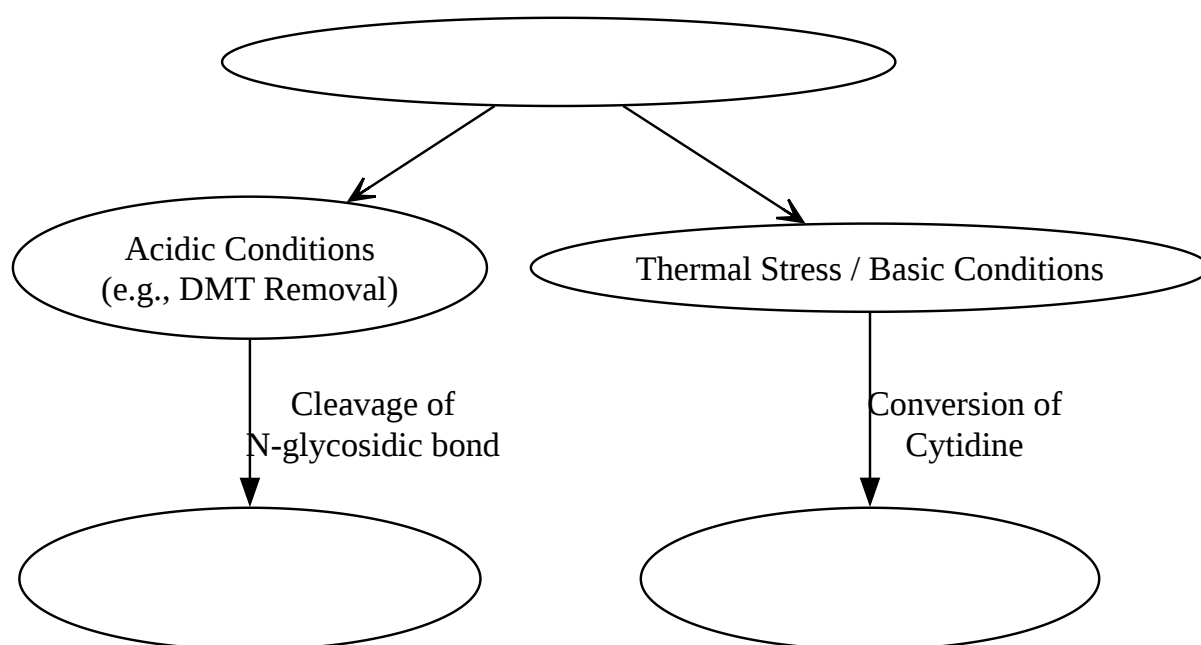 Acidic Conditions
(e.g., DMT Removal)
Thermal Stress / Basic Conditions
Cleavage of
N-glycosidic bond
Conversion of
Cytidine